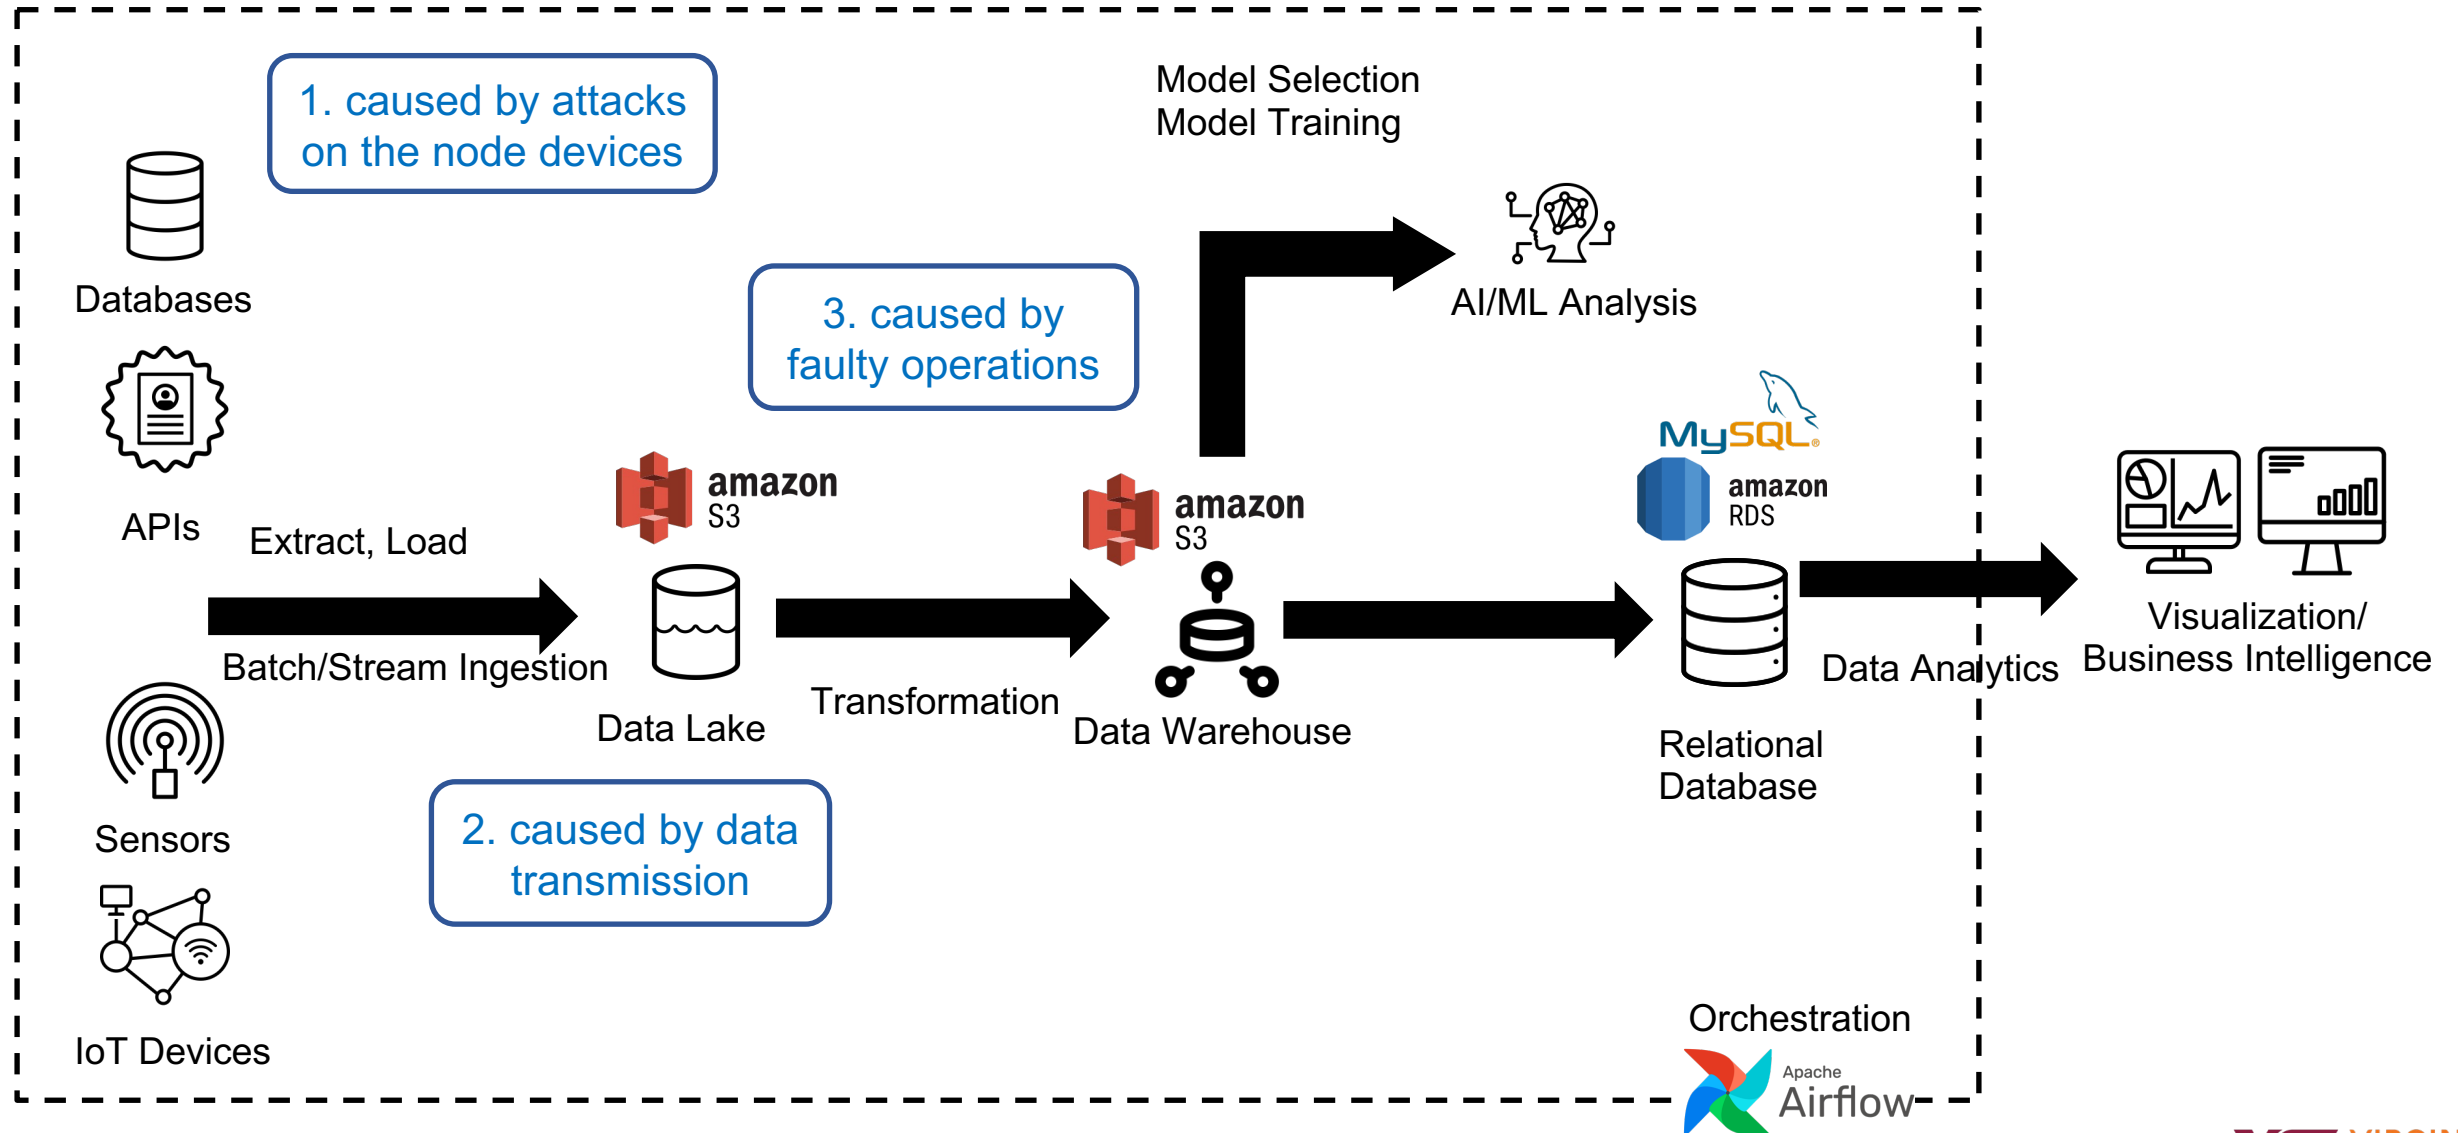 1. caused by attacks
on the node devices
Model Selection
Model Training
Databases
3. caused by
faulty operations
AI/ML Analysis
MySQL®
amazon
RDS
APIs
Extract, Load
amazon
S3
amazon
S3
Batch/Stream Ingestion
Data Lake
Transformation
Data Warehouse
Data Analytics
Visualization/
Business Intelligence
Relational
Database
Sensors
2. caused by data
transmission
IoT Devices
Orchestration
Apache
Airflow